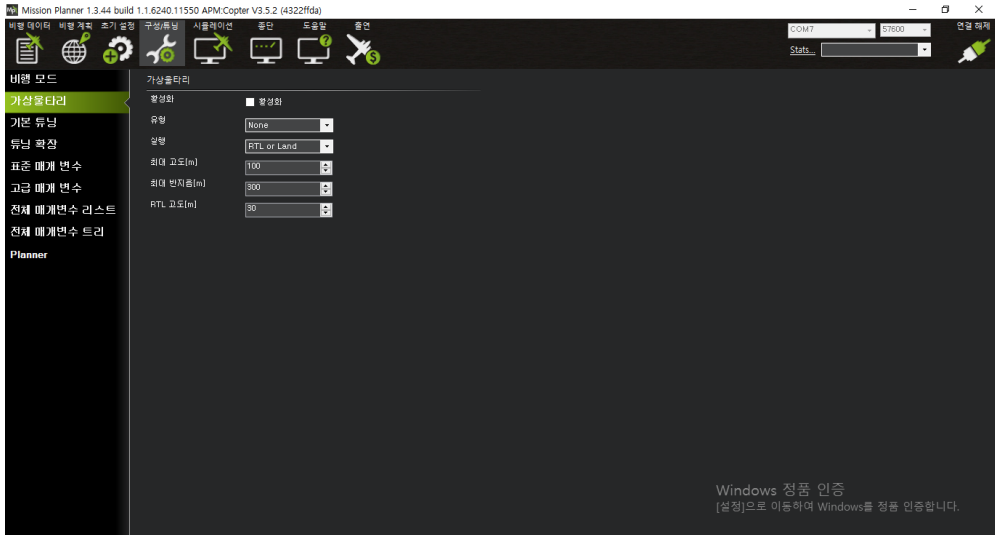 Mission Planner 1.3.44 build 1.1.6240.11550 APM:Copter V3.5.2 (4322ffda)
비행 데이터 비행 계획 초기 설정 구성/튜닝 시뮬레이션 종단 도움말 출연
COM7 57600 연결 해제
Stats...
비행 모드
가상울타리
기본 튜닝
튜닝 확장
표준 매개 변수
고급 매개 변수
전체 매개변수 리스트
전체 매개변수 트리
Planner
가상울타리
활성화 활성화
유형 None
실행 RTL or Land
최대 고도[m] 100
최대 반지름[m] 300
RTL 고도[m] 30
Windows 정품 인증
[설정]으로 이동하여 Windows를 정품 인증합니다.